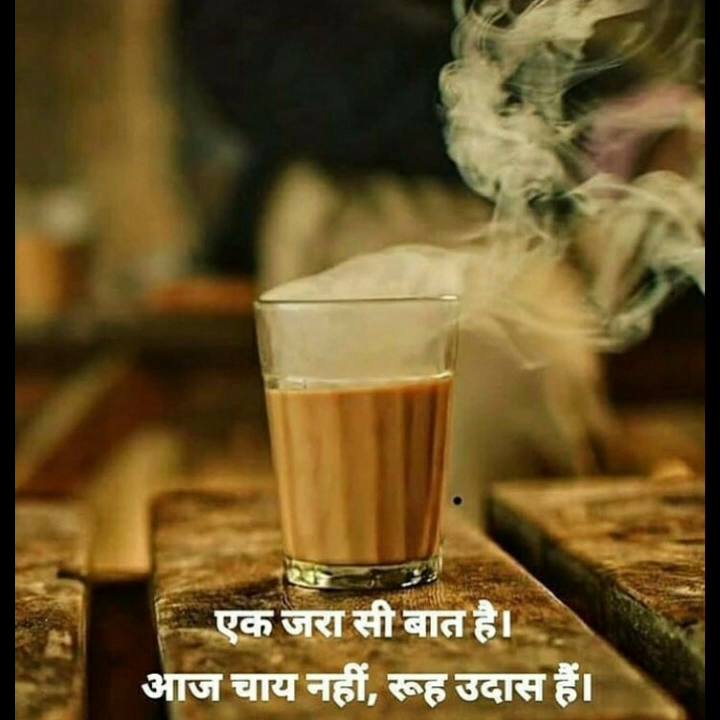 एक जरा सी बात है।
आज चाय नहीं, रूह उदास हैं।